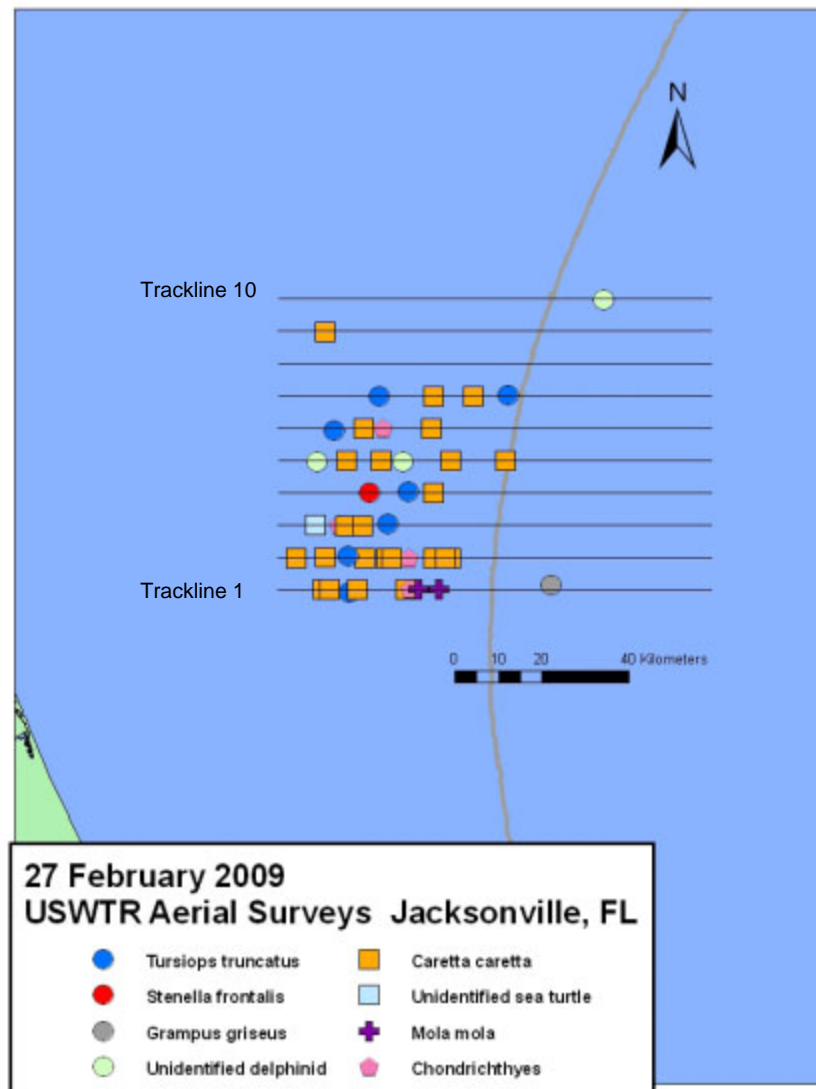 N
Trackline 10
Trackline 1
0 10 20 40 Kilometers
27 February 2009
USWTR Aerial Surveys Jacksonville, FL
Tursiops truncatus Caretta caretta
Stenella frontalis Unidentified sea turtle
Grampus griseus Mola mola
Unidentified delphinid Chondrichthyes